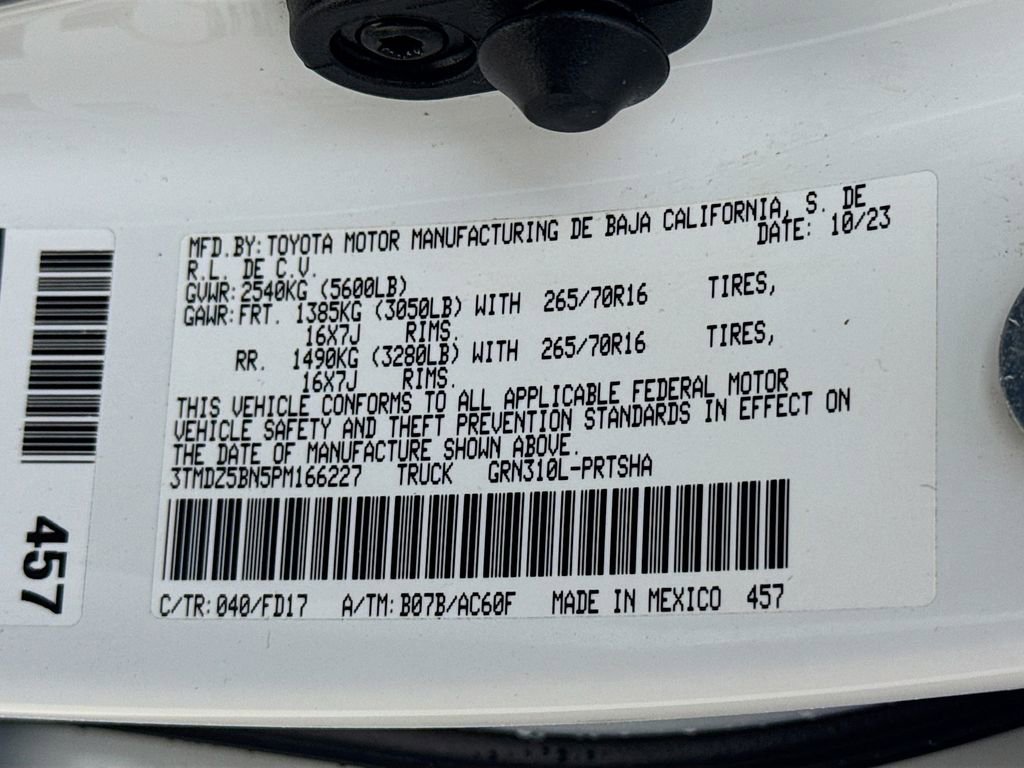 MFD.BY:TOYOTA MOTOR MANUFACTURING DE BAJA CALIFORNIA, S. DE
R.L. DE C.V. DATE: 10/23
GVWR:2540KG (5600LB)
GAWR:FRT. 1385KG (3050LB) WITH 265/70R16 TIRES,
16X7J RIMS.
RR. 1490KG (3280LB) WITH 265/70R16 TIRES,
16X7J RIMS.
THIS VEHICLE CONFORMS TO ALL APPLICABLE FEDERAL MOTOR
VEHICLE SAFETY AND THEFT PREVENTION STANDARDS IN EFFECT ON
THE DATE OF MANUFACTURE SHOWN ABOVE.
3TMDZ5BN5PM166227 TRUCK GRN310L-PRTSHA
C/TR:040/FD17 A/TM:B07B/AC60F MADE IN MEXICO 457
457